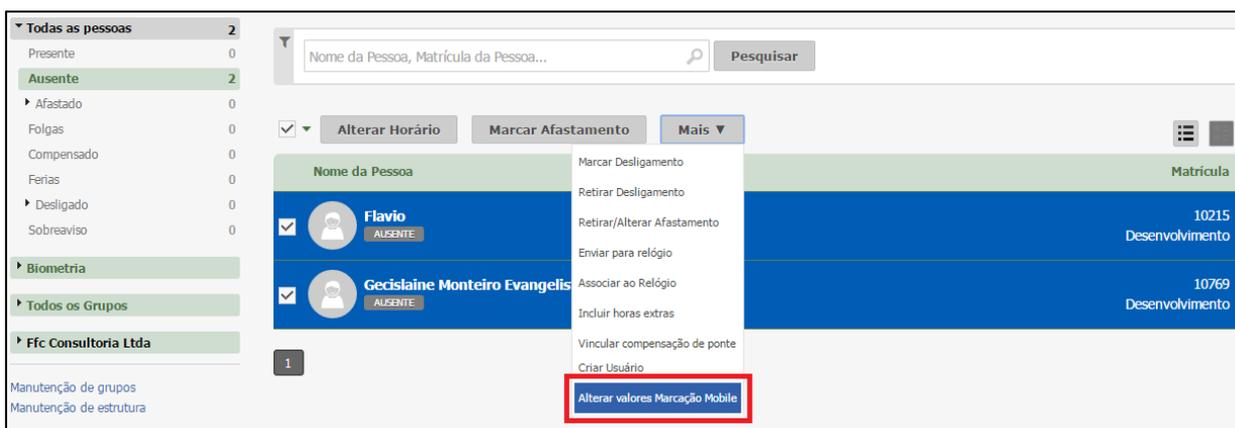 Todas as pessoas 2
Presente 0
Ausente 2
Afastado 0
Folgas 0
Compensado 0
Ferias 0
Desligado 0
Sobreaviso 0
Biometria
Todos os Grupos
Ffc Consultoria Ltda
Manutenção de grupos
Manutenção de estrutura
Nome da Pessoa, Matrícula da Pessoa...
Pesquisar
Alterar Horário Marcar Afastamento Mais ▼
Nome da Pessoa Matrícula
Flavio 10215
AUSENTE Desenvolvimento
Gecislaine Monteiro Evangelis 10769
AUSENTE Desenvolvimento
1
Marcar Desligamento
Retirar Desligamento
Retirar/Alterar Afastamento
Enviar para relógio
Associar ao Relógio
Incluir horas extras
Vincular compensação de ponte
Criar Usuário
Alterar valores Marcação Mobile